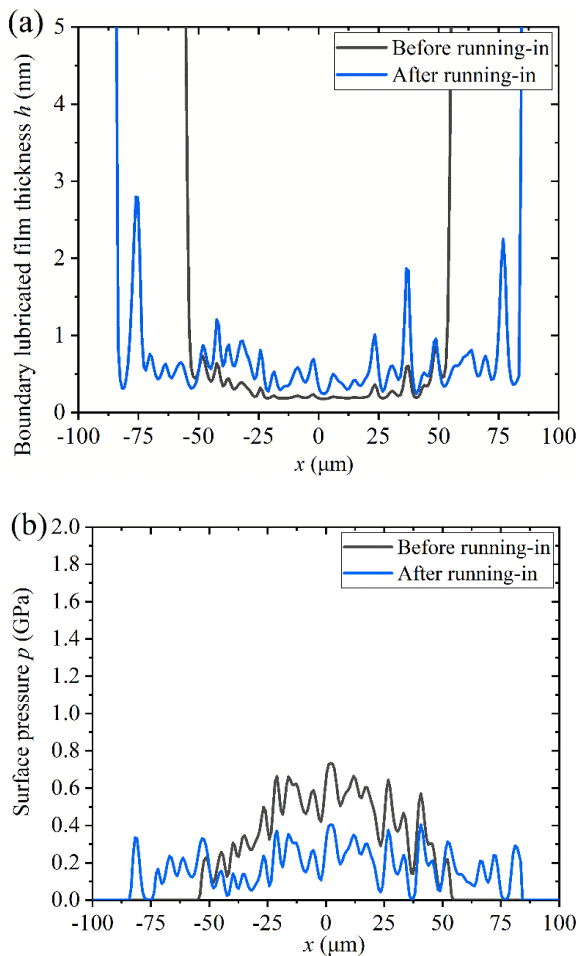 (a)
Boundary lubricated film thickness h (nm)
5
4
3
2
1
0
Before running-in
After running-in
-100 -75 -50 -25 0 25 50 75 100
x (μm)
(b)
Surface pressure p (GPa)
2.0
1.8
1.6
1.4
1.2
1.0
0.8
0.6
0.4
0.2
0.0
Before running-in
After running-in
-100 -75 -50 -25 0 25 50 75 100
x (μm)